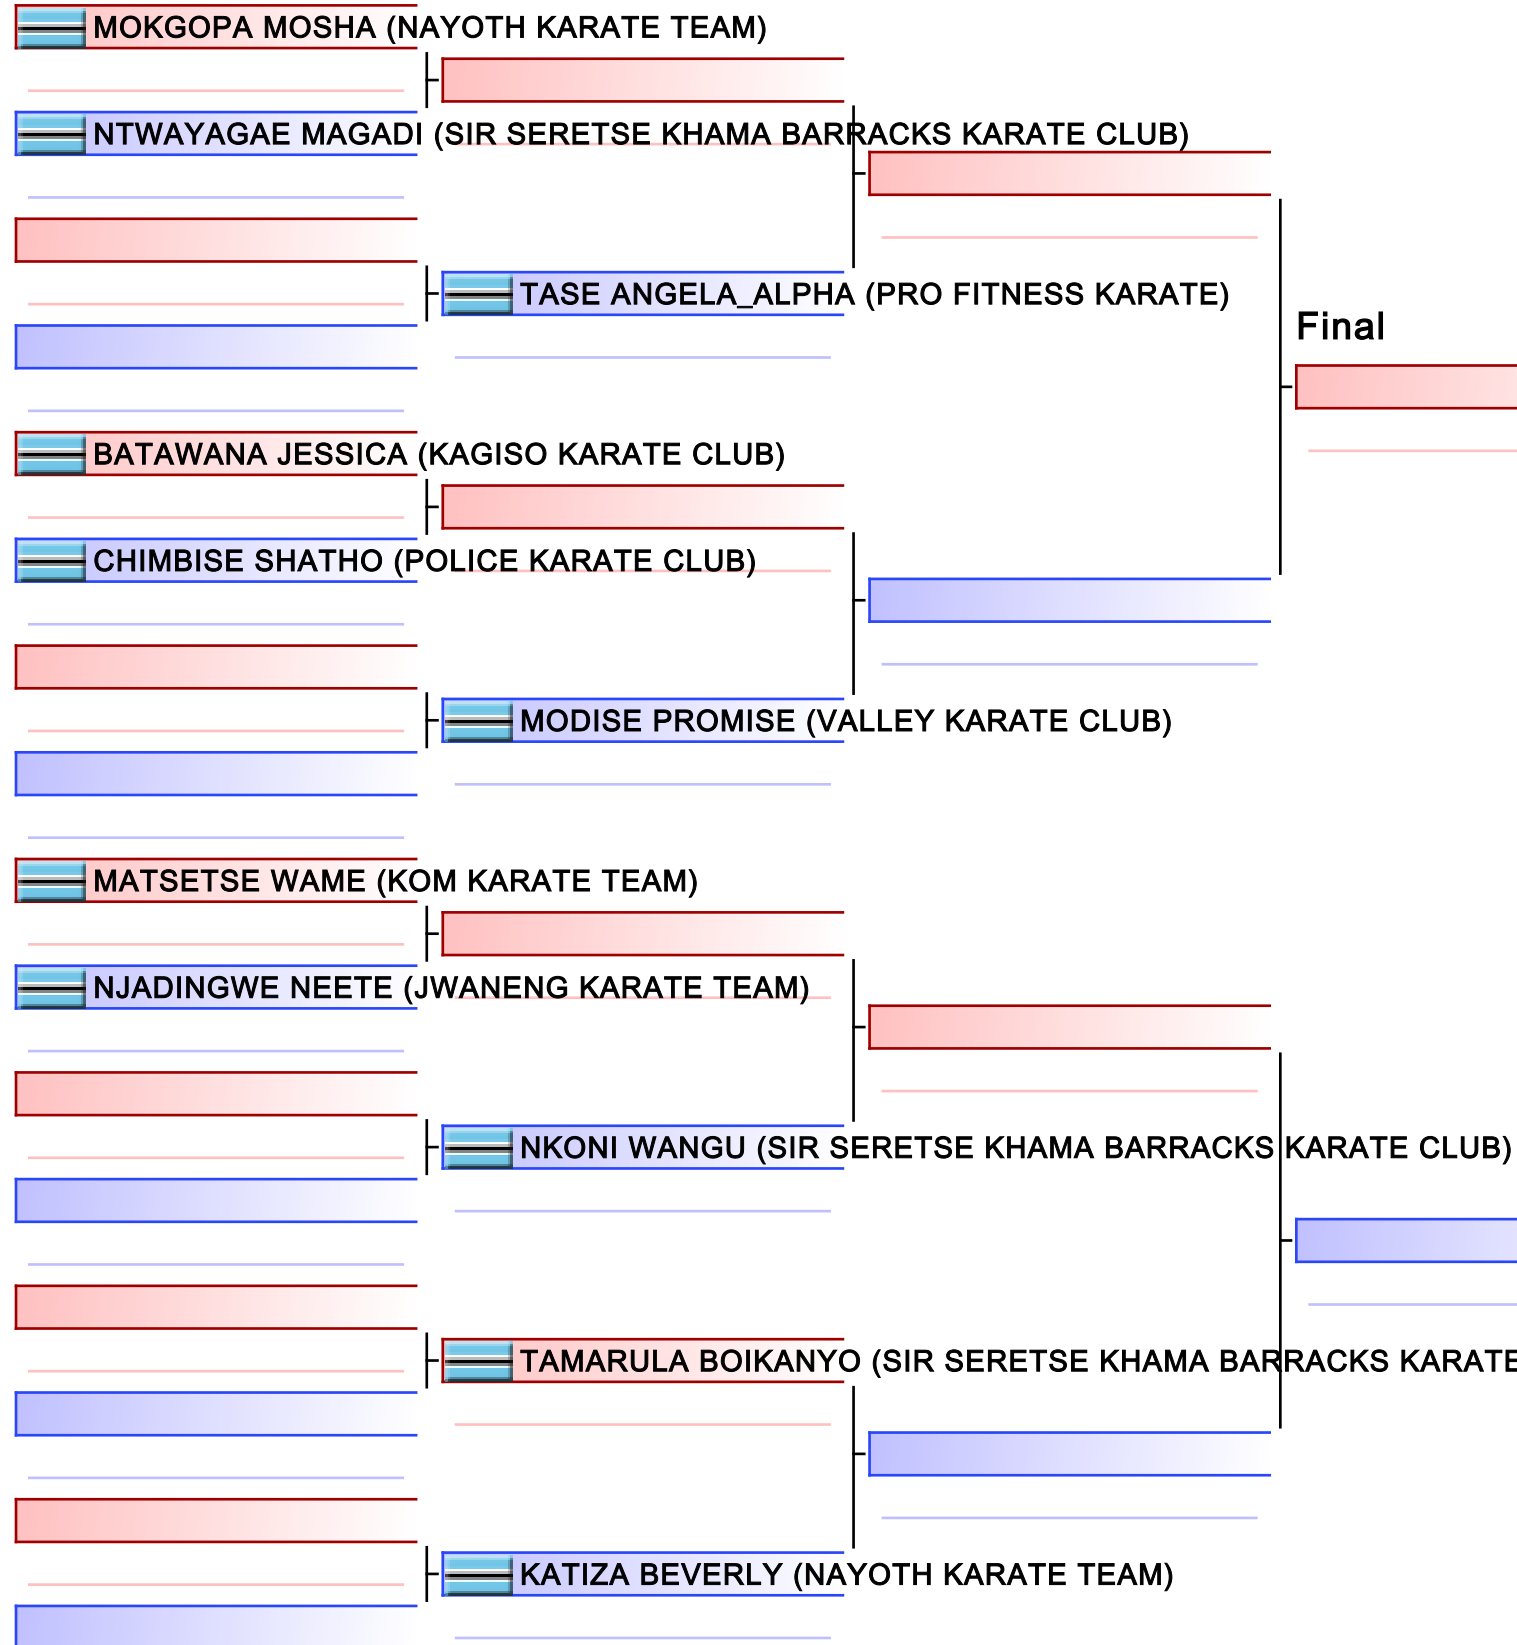 MOKGOPA MOSHA (NAYOTH KARATE TEAM)
NTWAYAGAE MAGADI (SIR SERETSE KHAMA BARRACKS KARATE CLUB)
TASE ANGELA_ALPHA (PRO FITNESS KARATE)
Final
BATAWANA JESSICA (KAGISO KARATE CLUB)
CHIMBISE SHATHO (POLICE KARATE CLUB)
MODISE PROMISE (VALLEY KARATE CLUB)
MATSETSE WAME (KOM KARATE TEAM)
NJADINGWE NEETE (JWANENG KARATE TEAM)
NKONI WANGU (SIR SERETSE KHAMA BARRACKS KARATE CLUB)
TAMARULA BOIKANYO (SIR SERETSE KHAMA BARRACKS KARATE
KATIZA BEVERLY (NAYOTH KARATE TEAM)